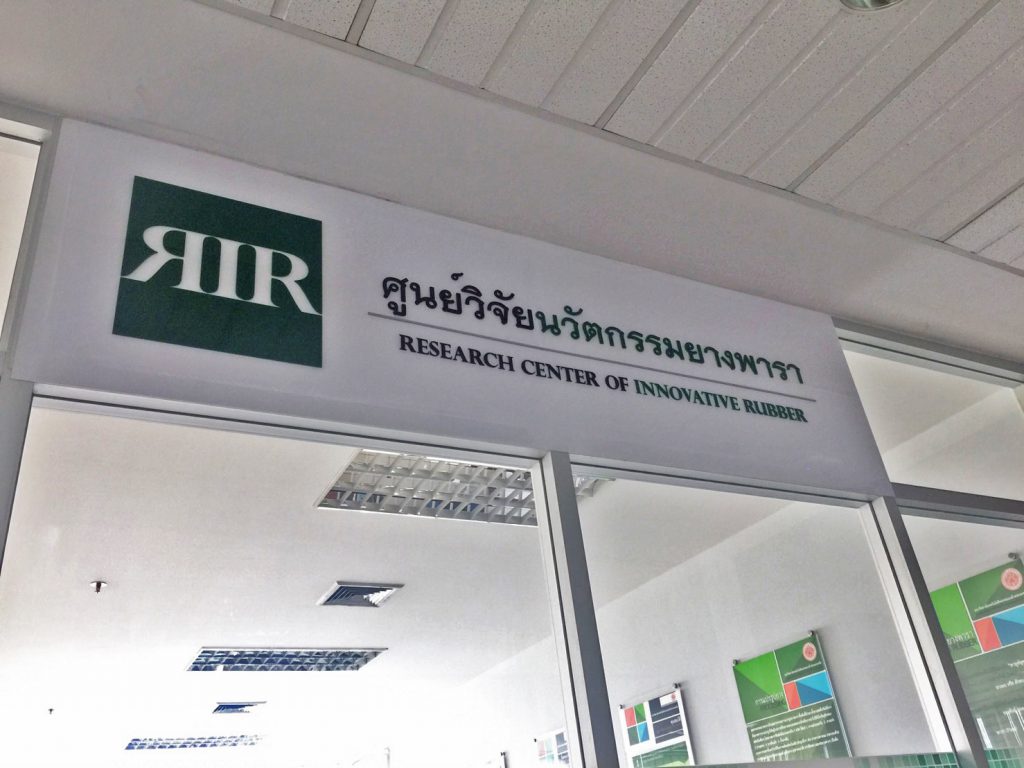 RIR
ศูนย์วิจัยนวัตกรรมยางพารา
RESEARCH CENTER OF INNOVATIVE RUBBER